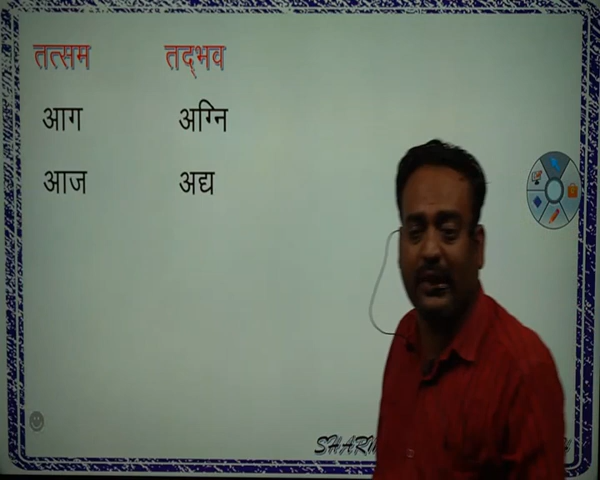 तत्सम तद्भव
आग अग्नि
आज अद्य